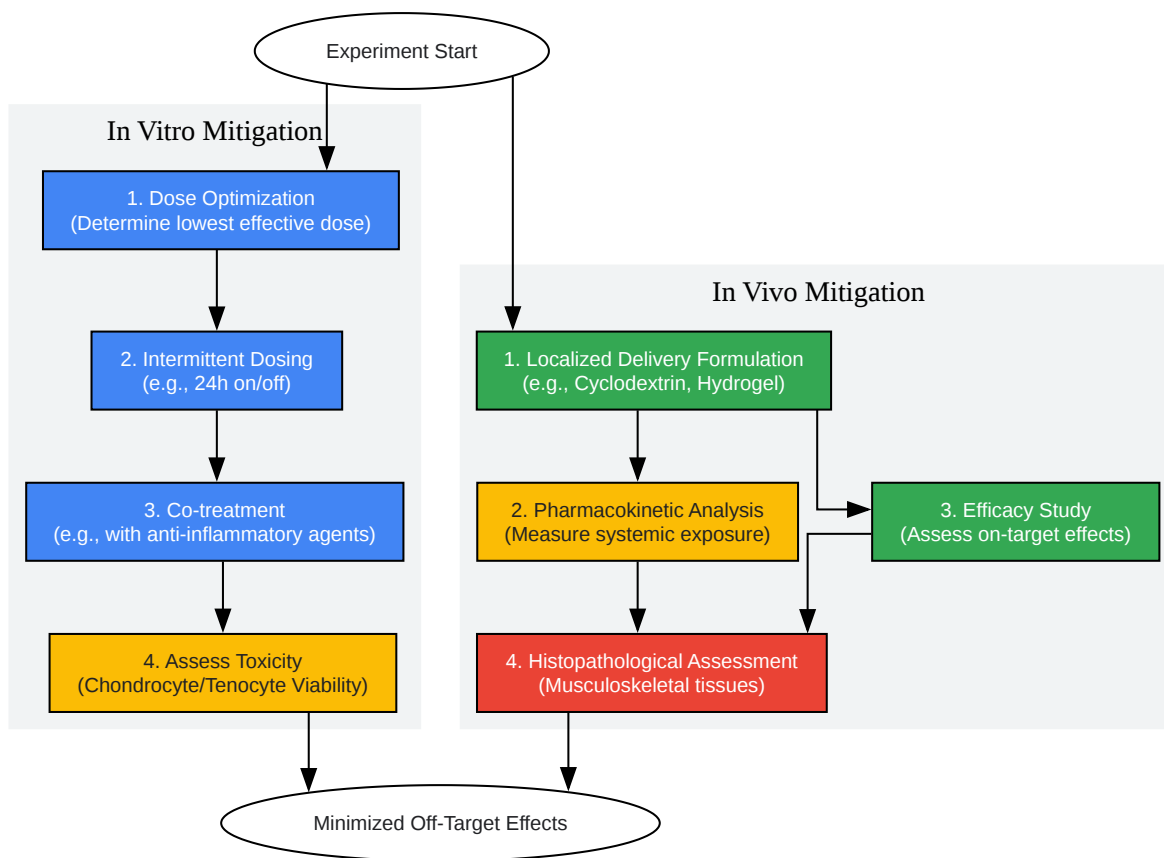 Experiment Start
In Vitro Mitigation
1. Dose Optimization
(Determine lowest effective dose)
2. Intermittent Dosing
(e.g., 24h on/off)
3. Co-treatment
(e.g., with anti-inflammatory agents)
4. Assess Toxicity
(Chondrocyte/Tenocyte Viability)
In Vivo Mitigation
1. Localized Delivery Formulation
(e.g., Cyclodextrin, Hydrogel)
2. Pharmacokinetic Analysis
(Measure systemic exposure)
3. Efficacy Study
(Assess on-target effects)
4. Histopathological Assessment
(Musculoskeletal tissues)
Minimized Off-Target Effects